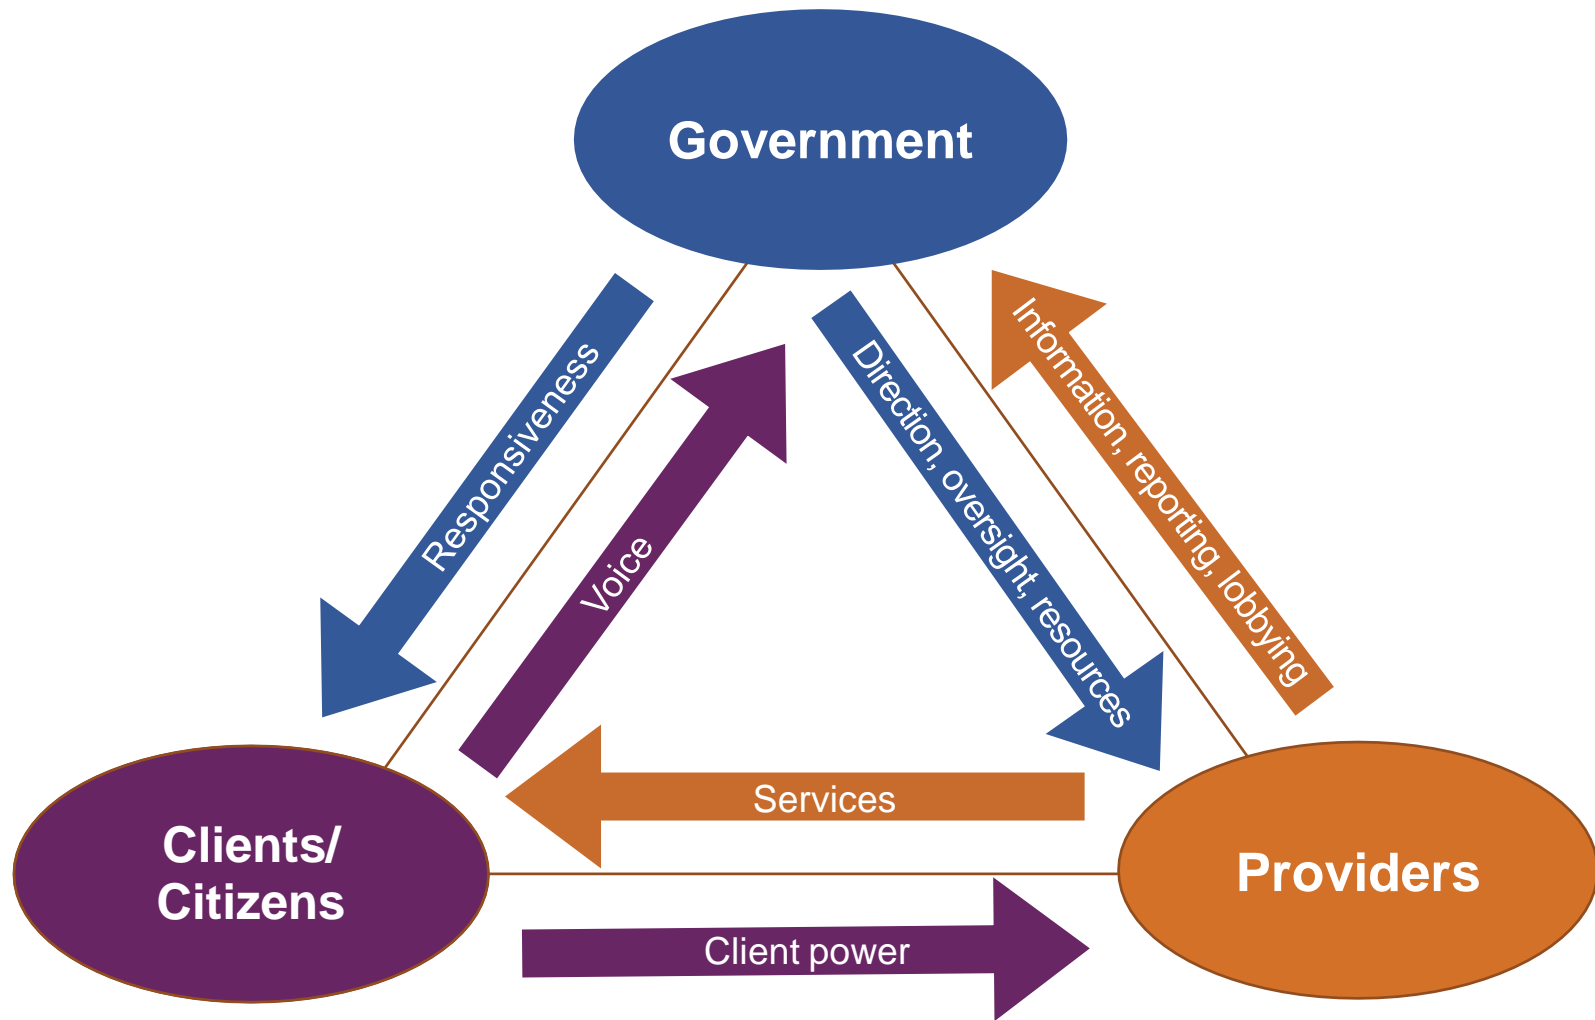 Government
Responsiveness
Voice
Direction, oversight, resources
Information, reporting, lobbying
Services
Clients/
Citizens
Providers
Client power